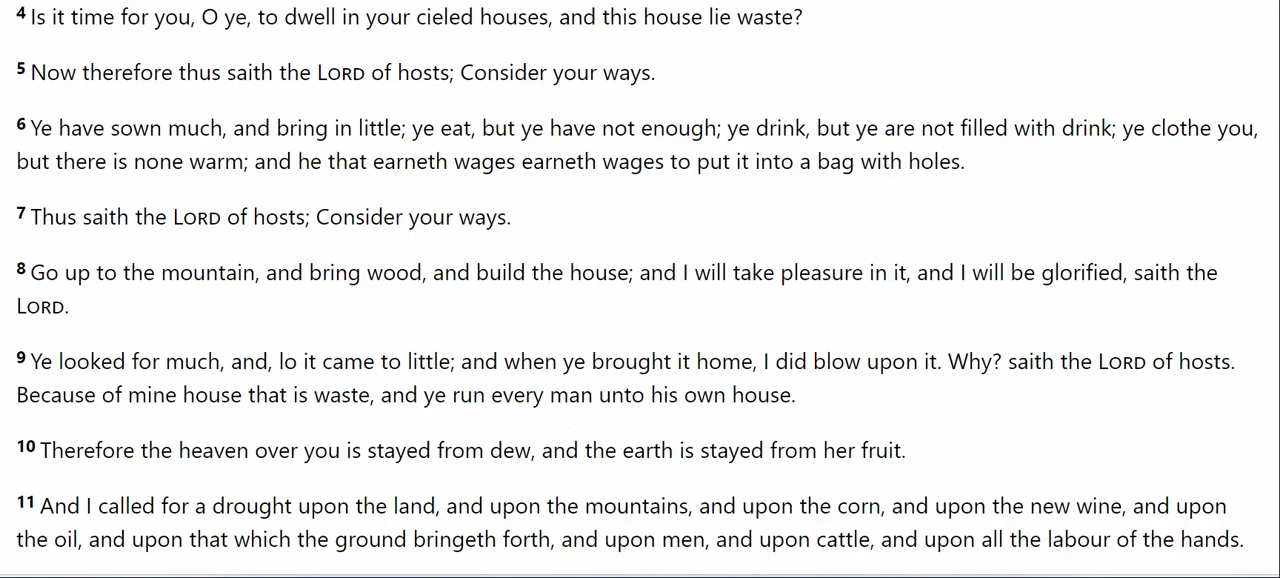 4 Is it time for you, O ye, to dwell in your cieled houses, and this house lie waste?
5 Now therefore thus saith the LORD of hosts; Consider your ways.
6 Ye have sown much, and bring in little; ye eat, but ye have not enough; ye drink, but ye are not filled with drink; ye clothe you,
but there is none warm; and he that earneth wages earneth wages to put it into a bag with holes.
7 Thus saith the LORD of hosts; Consider your ways.
8 Go up to the mountain, and bring wood, and build the house; and I will take pleasure in it, and I will be glorified, saith the
LORD.
9 Ye looked for much, and, lo it came to little; and when ye brought it home, I did blow upon it. Why? saith the LORD of hosts.
Because of mine house that is waste, and ye run every man unto his own house.
10 Therefore the heaven over you is stayed from dew, and the earth is stayed from her fruit.
11 And I called for a drought upon the land, and upon the mountains, and upon the corn, and upon the new wine, and upon
the oil, and upon that which the ground bringeth forth, and upon men, and upon cattle, and upon all the labour of the hands.